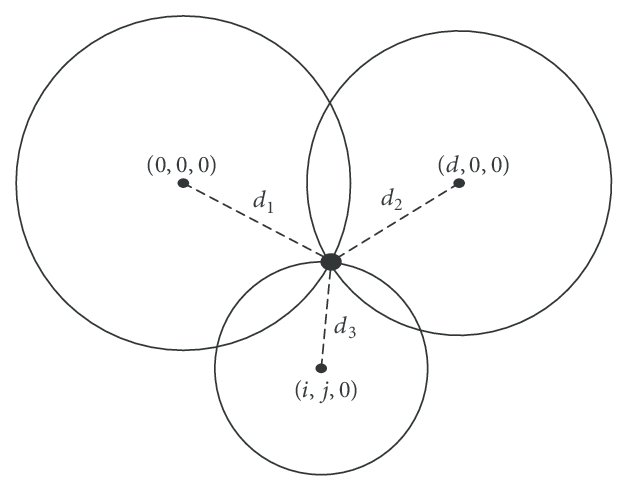 (0, 0, 0)
(d, 0, 0)
d₁
d₂
d₃
(i, j, 0)